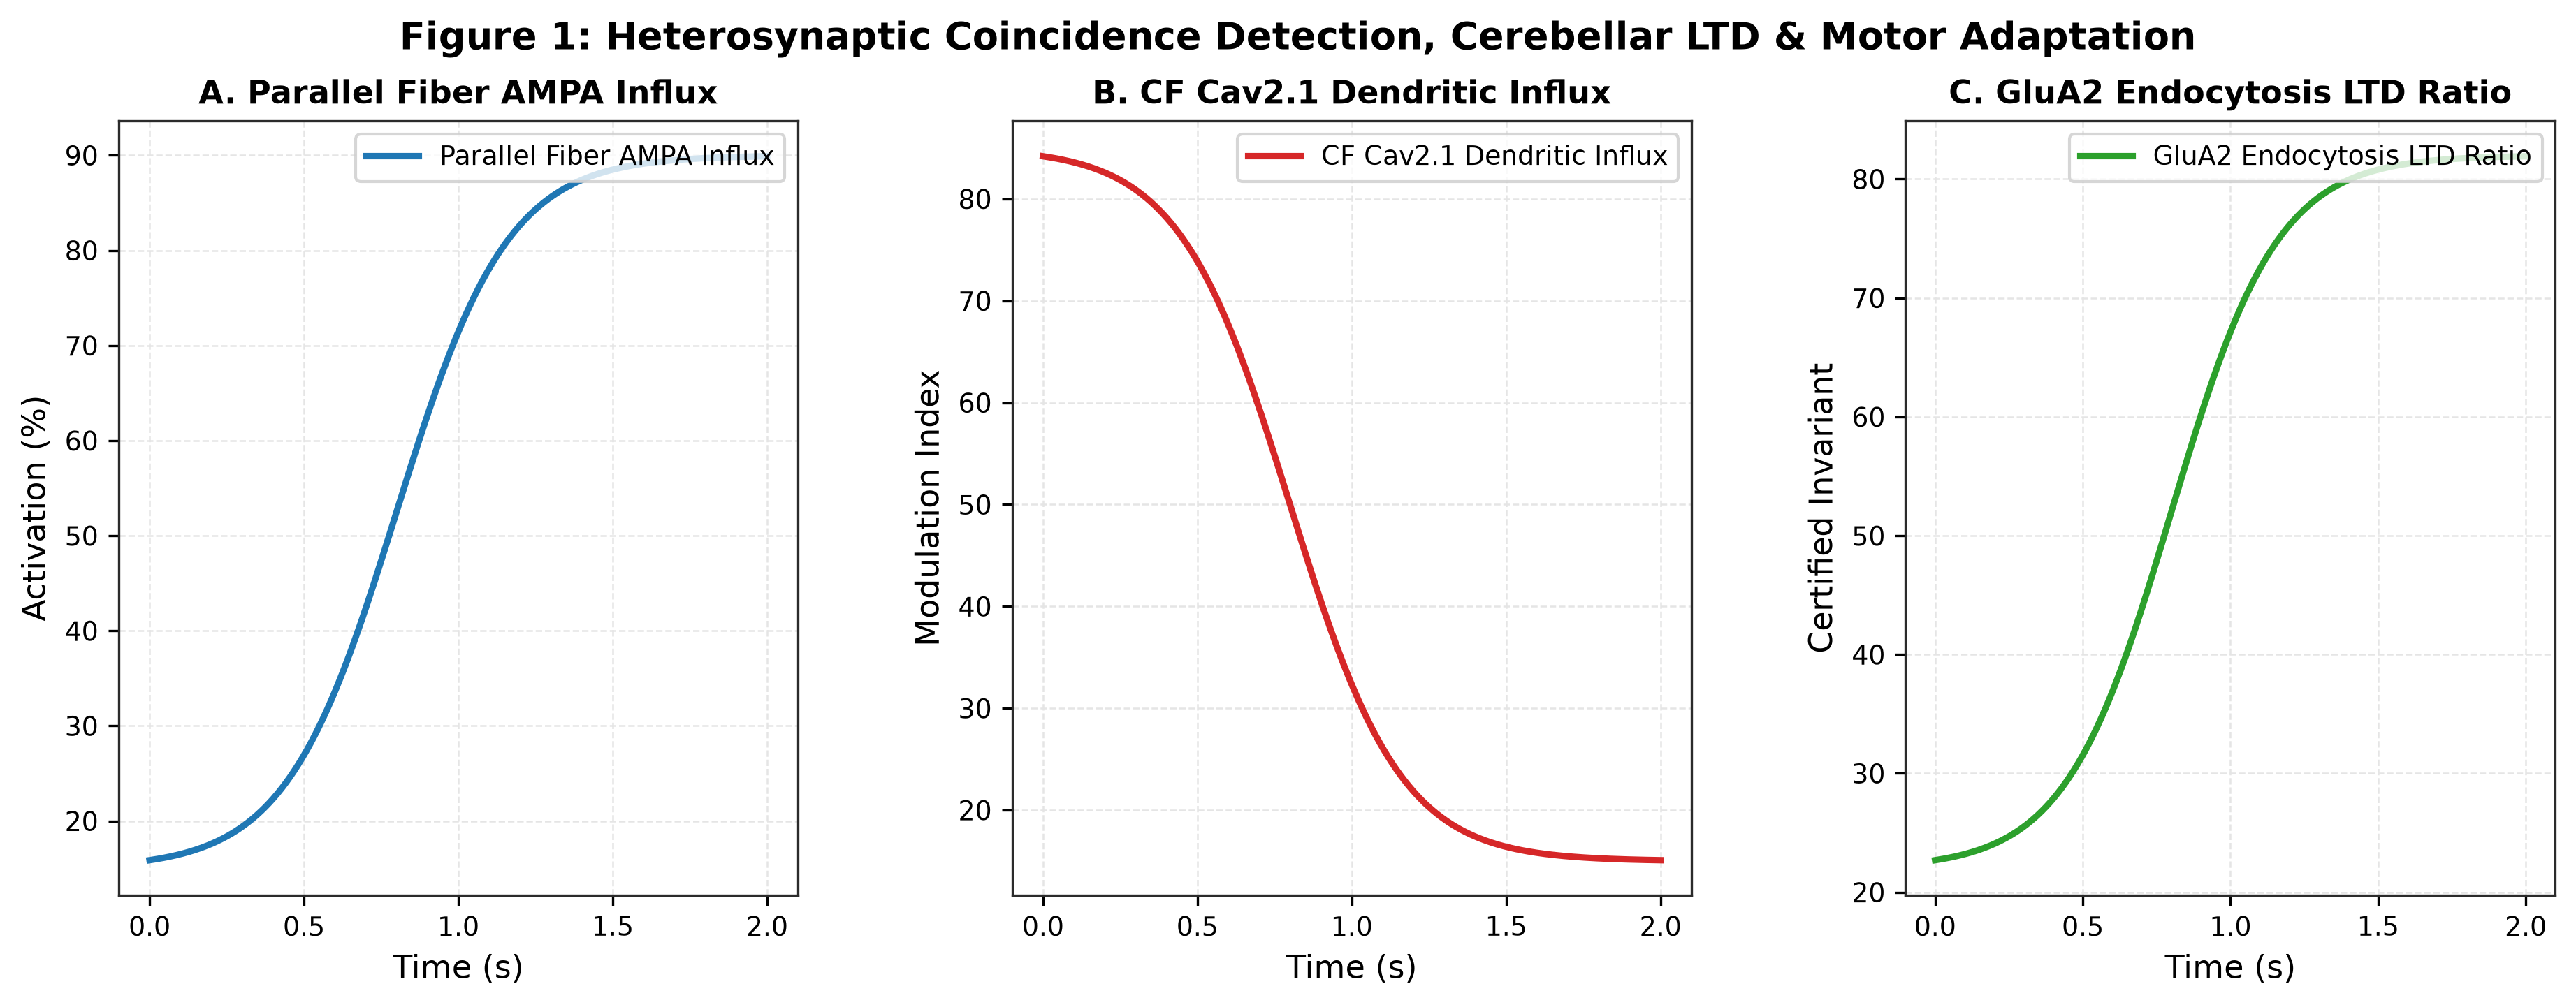 Figure 1: Heterosynaptic Coincidence Detection, Cerebellar LTD & Motor Adaptation
A. Parallel Fiber AMPA Influx
Parallel Fiber AMPA Influx
Activation (%)
90
80
70
60
50
40
30
20
0.0 0.5 1.0 1.5 2.0
Time (s)
B. CF Cav2.1 Dendritic Influx
CF Cav2.1 Dendritic Influx
Modulation Index
80
70
60
50
40
30
20
0.0 0.5 1.0 1.5 2.0
Time (s)
C. GluA2 Endocytosis LTD Ratio
GluA2 Endocytosis LTD Ratio
Certified Invariant
80
70
60
50
40
30
20
0.0 0.5 1.0 1.5 2.0
Time (s)